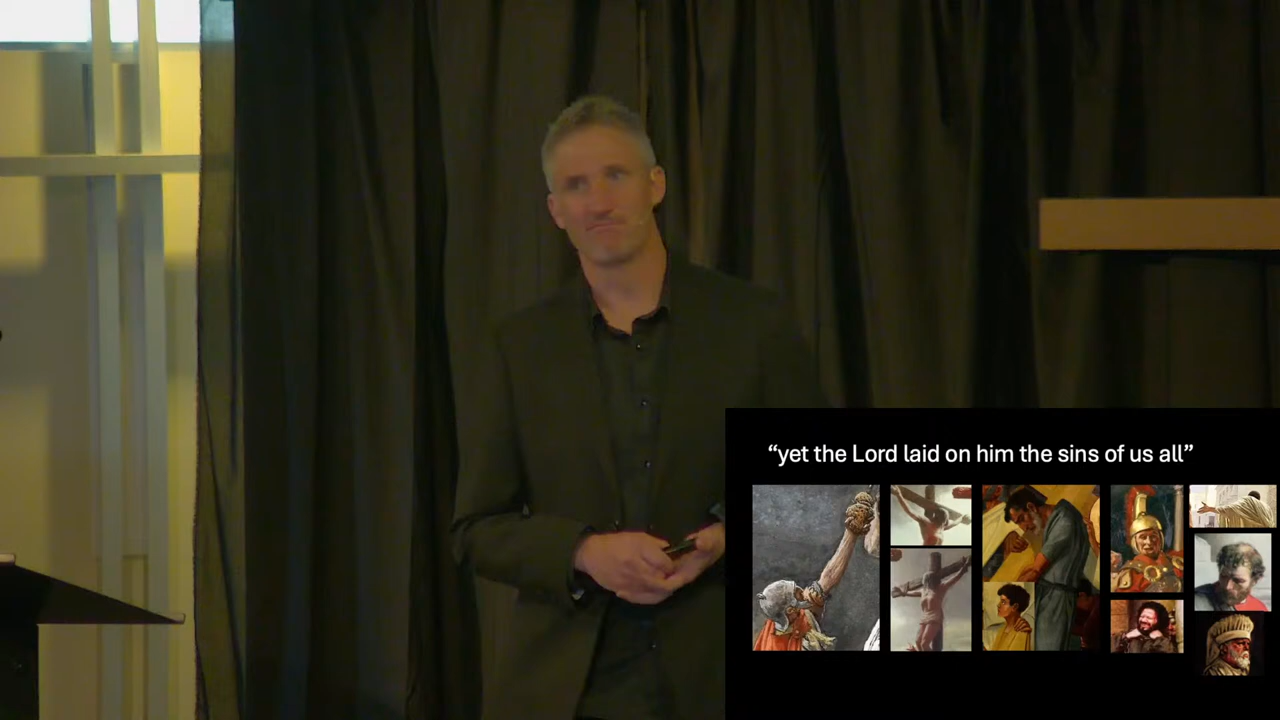 “yet the Lord laid on him the sins of us all”